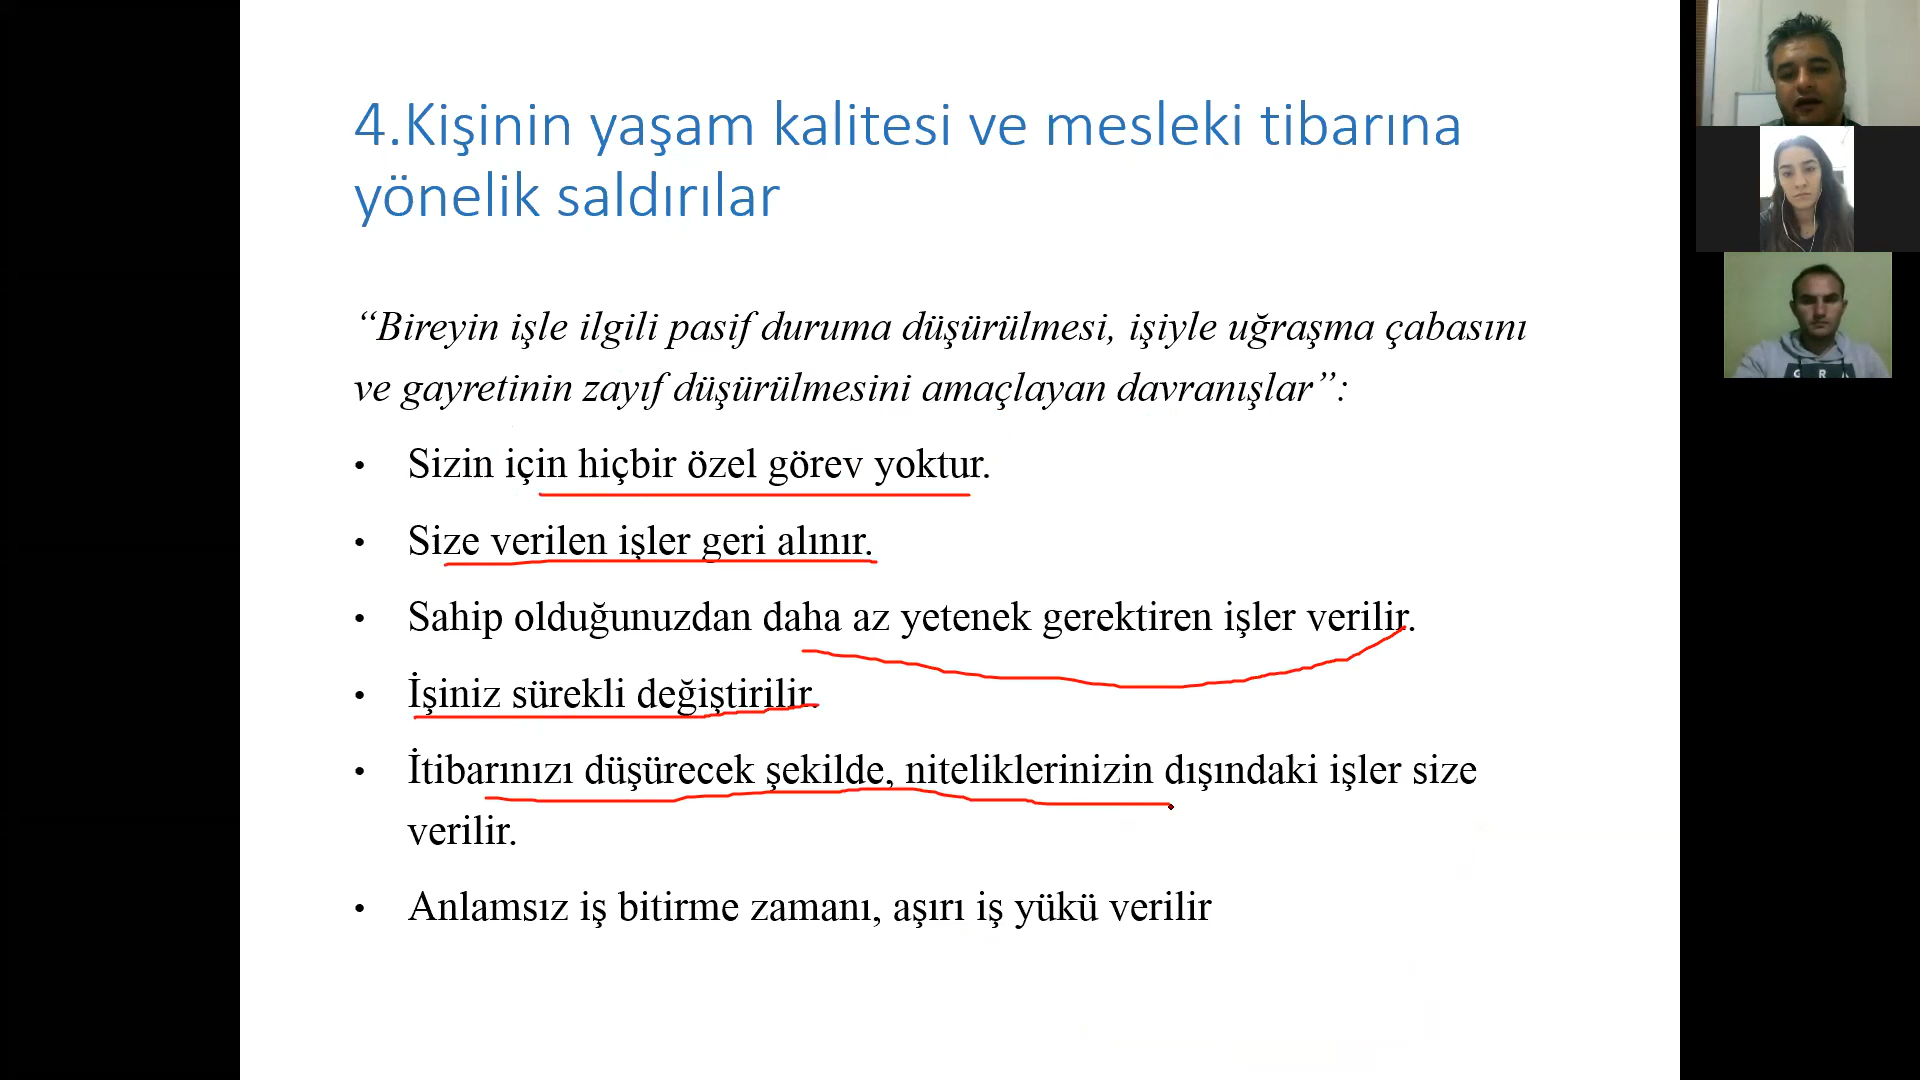 4.Kişinin yaşam kalitesi ve mesleki tibarına
yönelik saldırılar
“Bireyin işle ilgili pasif duruma düşürülmesi, işiyle uğraşma çabasını
ve gayretinin zayıf düşürülmesini amaçlayan davranışlar”:
• Sizin için hiçbir özel görev yoktur.
• Size verilen işler geri alınır.
• Sahip olduğunuzdan daha az yetenek gerektiren işler verilir.
• İşiniz sürekli değiştirilir.
• İtibarınızı düşürecek şekilde, niteliklerinizin dışındaki işler size
verilir.
• Anlamsız iş bitirme zamanı, aşırı iş yükü verilir